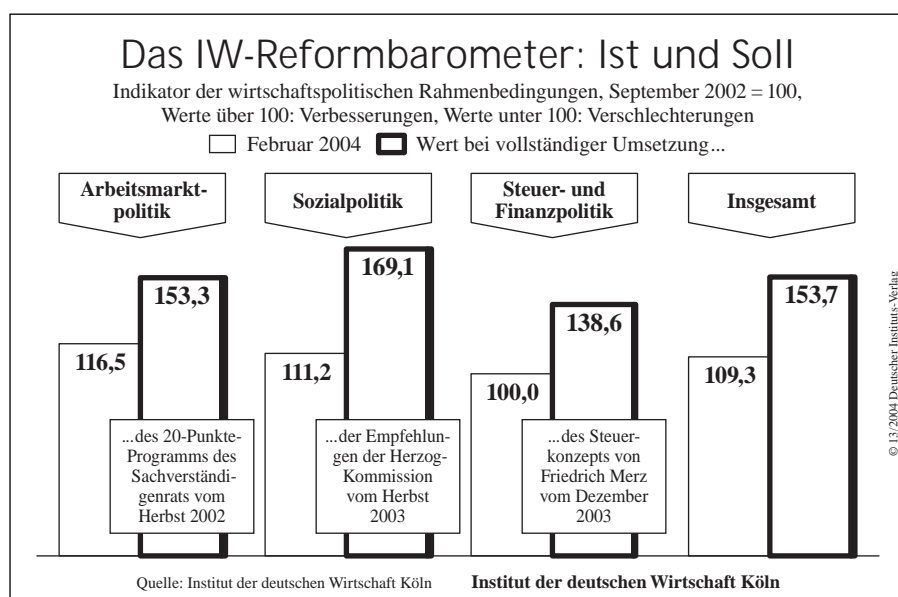 Das IW-Reformbarometer: Ist und Soll
Indikator der wirtschaftspolitischen Rahmenbedingungen, September 2002 = 100,
Werte über 100: Verbesserungen, Werte unter 100: Verschlechterungen
Februar 2004 Wert bei vollständiger Umsetzung...
Arbeitsmarkt-
politik
Sozialpolitik
Steuer- und
Finanzpolitik
Insgesamt
116,5
153,3
...des 20-Punkte-
Programms des
Sachverständi-
genrats vom
Herbst 2002
111,2
169,1
...der Empfehlun-
gen der Herzog-
Kommission
vom Herbst
2003
100,0
138,6
...des Steuer-
konzepts von
Friedrich Merz
vom Dezember
2003
109,3
153,7
© 13/2004 Deutscher Instituts-Verlag
Quelle: Institut der deutschen Wirtschaft Köln Institut der deutschen Wirtschaft Köln